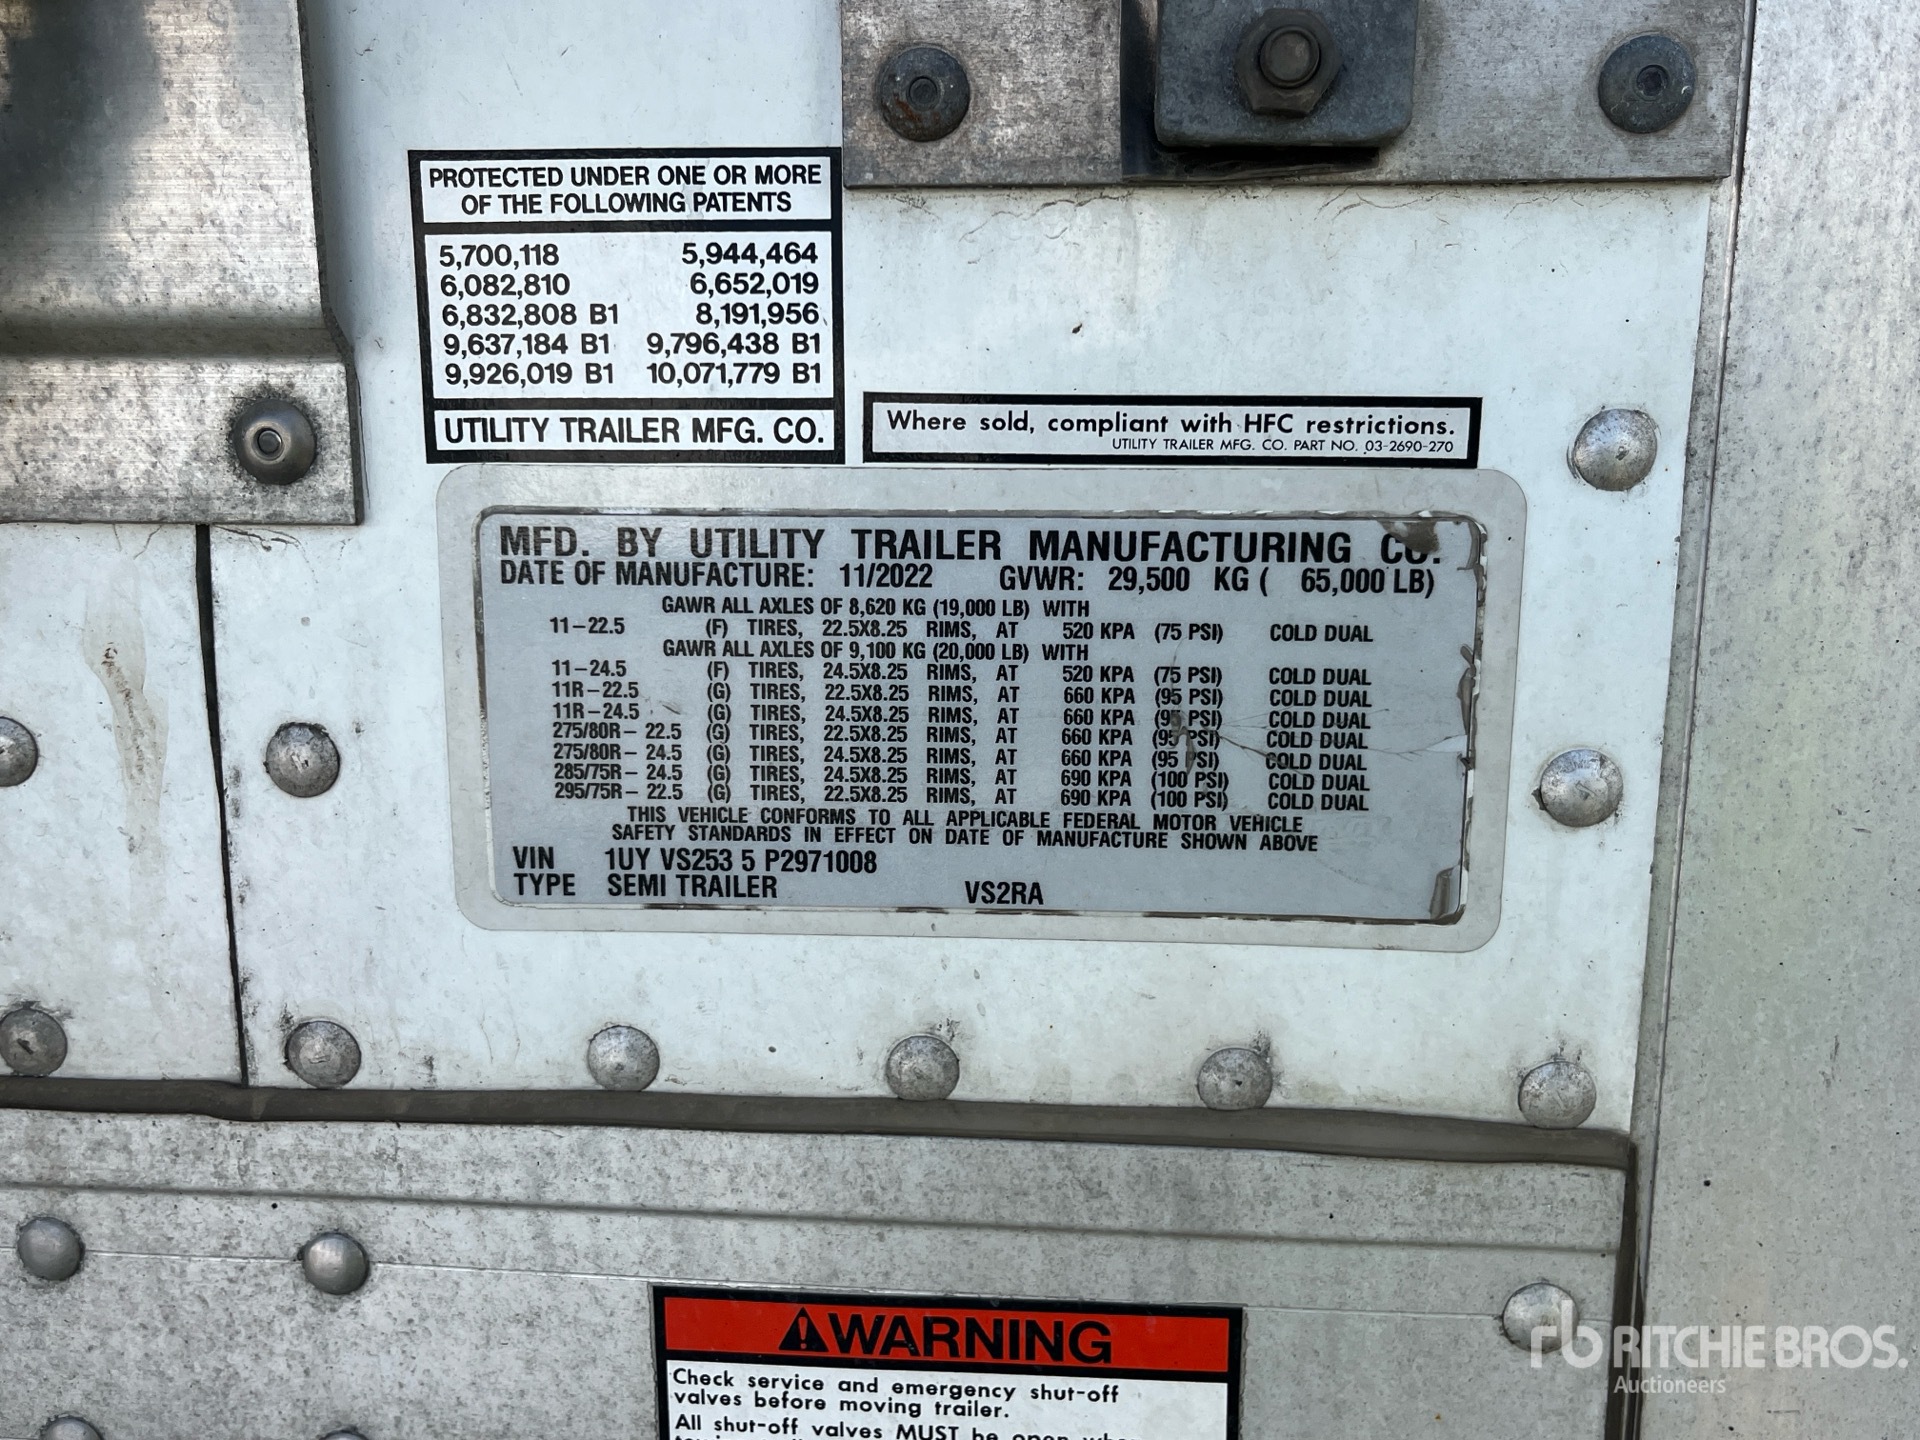 PROTECTED UNDER ONE OR MORE
OF THE FOLLOWING PATENTS
5,700,118 5,944,464
6,082,810 6,652,019
6,832,808 B1 8,191,956
9,637,184 B1 9,796,438 B1
9,926,019 B1 10,071,779 B1
UTILITY TRAILER MFG. CO.
Where sold, compliant with HFC restrictions.
UTILITY TRAILER MFG. CO. PART NO. 03-2690-270
MFD. BY UTILITY TRAILER MANUFACTURING CO.
DATE OF MANUFACTURE: 11/2022 GVWR: 29,500 KG ( 65,000 LB)
GAWR ALL AXLES OF 8,620 KG (19,000 LB) WITH
11-22.5 (F) TIRES, 22.5X8.25 RIMS, AT 520 KPA (75 PSI) COLD DUAL
GAWR ALL AXLES OF 9,100 KG (20,000 LB) WITH
11-24.5 (F) TIRES, 24.5X8.25 RIMS, AT 520 KPA (75 PSI) COLD DUAL
11R-22.5 (G) TIRES, 22.5X8.25 RIMS, AT 660 KPA (95 PSI) COLD DUAL
11R-24.5 (G) TIRES, 24.5X8.25 RIMS, AT 660 KPA (95 PSI) COLD DUAL
275/80R-22.5 (G) TIRES, 22.5X8.25 RIMS, AT 660 KPA (95 PSI) COLD DUAL
275/80R-24.5 (G) TIRES, 24.5X8.25 RIMS, AT 660 KPA (95 PSI) COLD DUAL
285/75R-24.5 (G) TIRES, 24.5X8.25 RIMS, AT 690 KPA (100 PSI) COLD DUAL
295/75R-22.5 (G) TIRES, 22.5X8.25 RIMS, AT 690 KPA (100 PSI) COLD DUAL
THIS VEHICLE CONFORMS TO ALL APPLICABLE FEDERAL MOTOR VEHICLE
SAFETY STANDARDS IN EFFECT ON DATE OF MANUFACTURE SHOWN ABOVE
VIN 1UY VS253 5 P2971008
TYPE SEMI TRAILER VS2RA
WARNING
Check service and emergency shut-off
valves before moving trailer.
All shut-off valves MUST be open
rb RITCHIE BROS.
Auctioneers